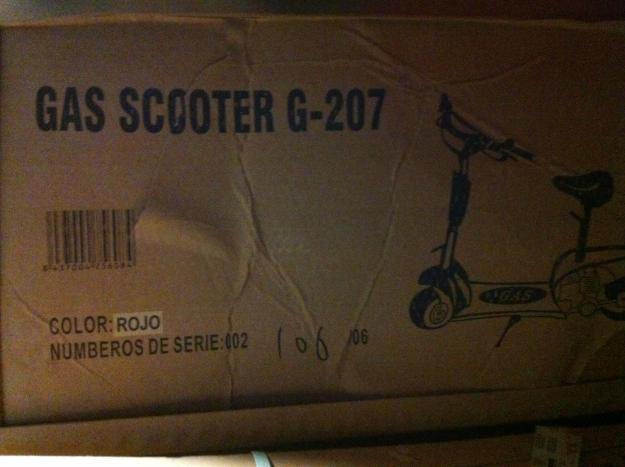 GAS SCOOTER G-207
GAS
COLOR: ROJO
NUMBEROS DE SERIE:002 106 /06